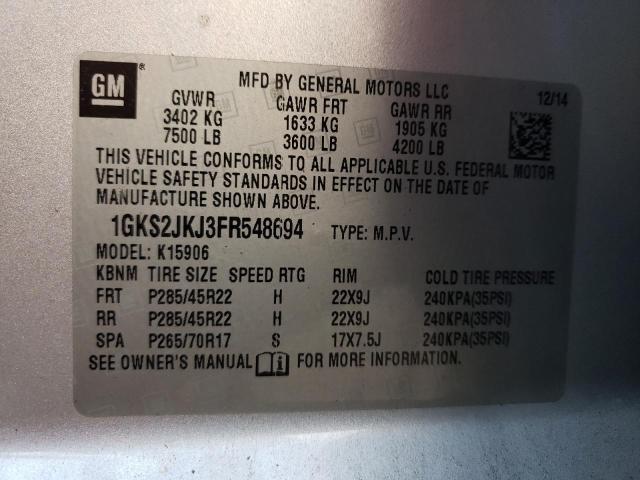 GM
MFD BY GENERAL MOTORS LLC
GVWR GAWR FRT GAWR RR 12/14
3402 KG 1633 KG 1905 KG
7500 LB 3600 LB 4200 LB
THIS VEHICLE CONFORMS TO ALL APPLICABLE U.S. FEDERAL MOTOR
VEHICLE SAFETY STANDARDS IN EFFECT ON THE DATE OF
MANUFACTURE SHOWN ABOVE.
1GKS2JKJ3FR548694 TYPE: M.P.V.
MODEL: K15906
KBNM TIRE SIZE SPEED RTG RIM COLD TIRE PRESSURE
FRT P285/45R22 H 22X9J 240KPA(35PSI)
RR P285/45R22 H 22X9J 240KPA(35PSI)
SPA P265/70R17 S 17X7.5J 240KPA(35PSI)
SEE OWNER'S MANUAL FOR MORE INFORMATION.